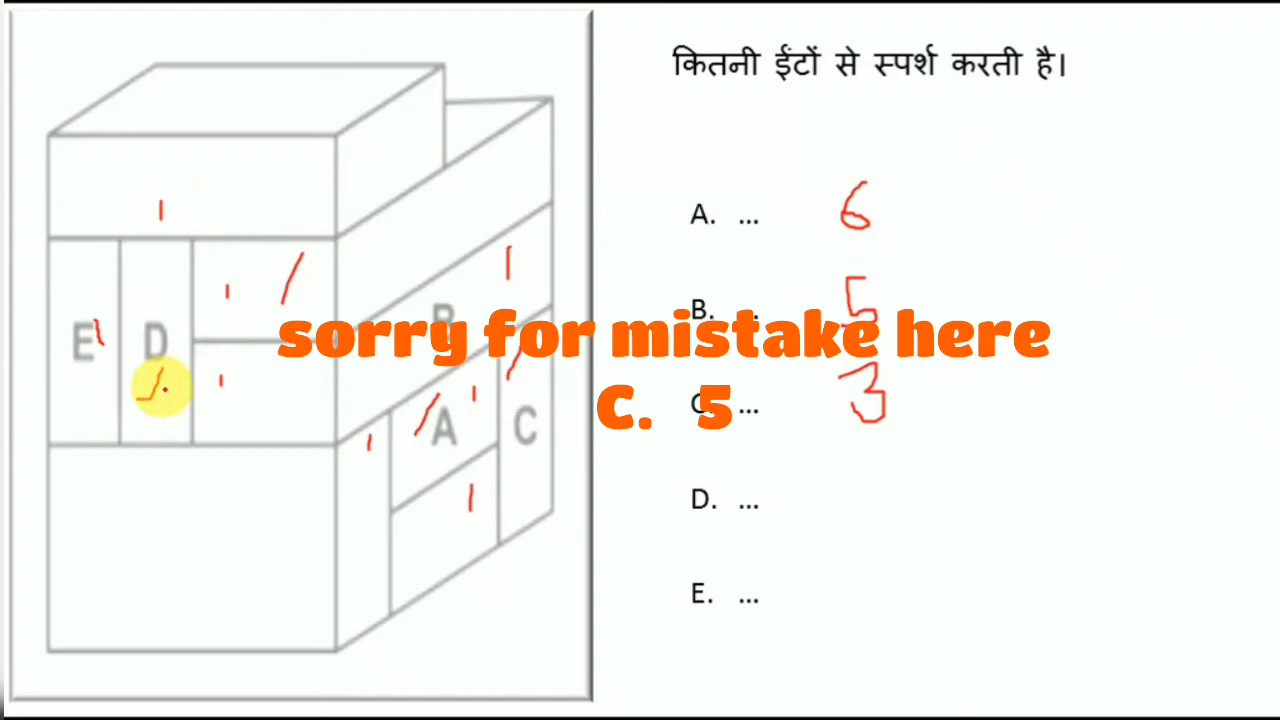 कितनी ईंटों से स्पर्श करती है।
A. ... 6
B. ... 5
sorry for mistake here
C. 5
C. ... 3
D. ...
E. ...
E D B
A C